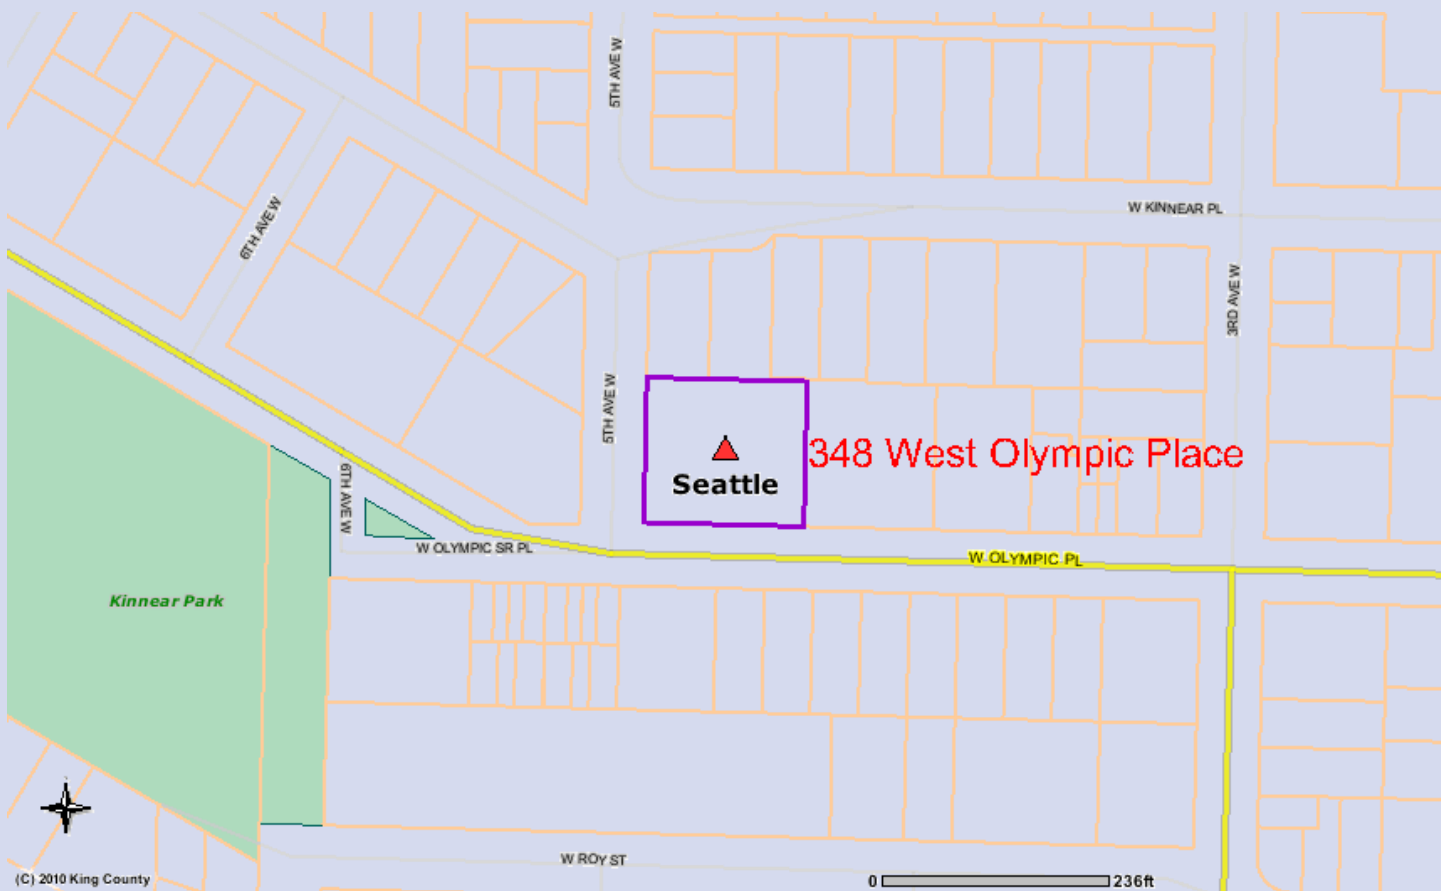 5TH AVE W
6TH AVE W
W KINNEAR PL
3RD AVE W
5TH AVE W
348 West Olympic Place
Seattle
6TH AVE W
W OLYMPIC SR PL
W OLYMPIC PL
Kinnear Park
W ROY ST
(C) 2010 King County
0 236ft